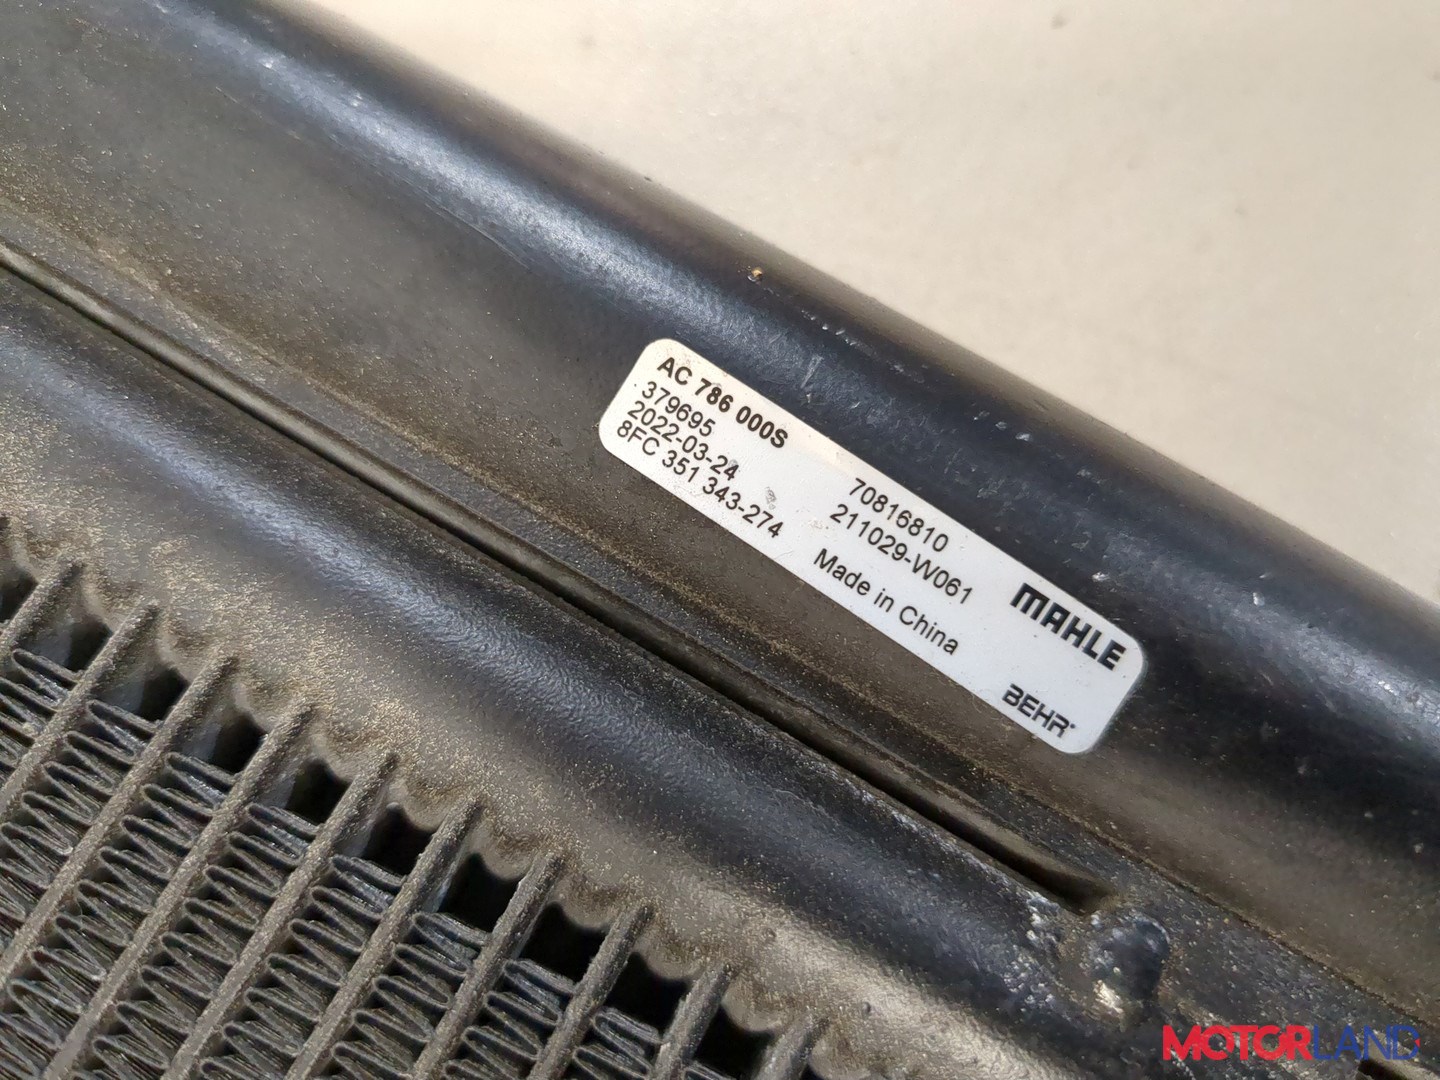 AC 786 000S
379695
2022-03-24
8FC 351 343-274
70816810
211029-W061
Made in China
MAHLE
BEHR
MOTORLAND